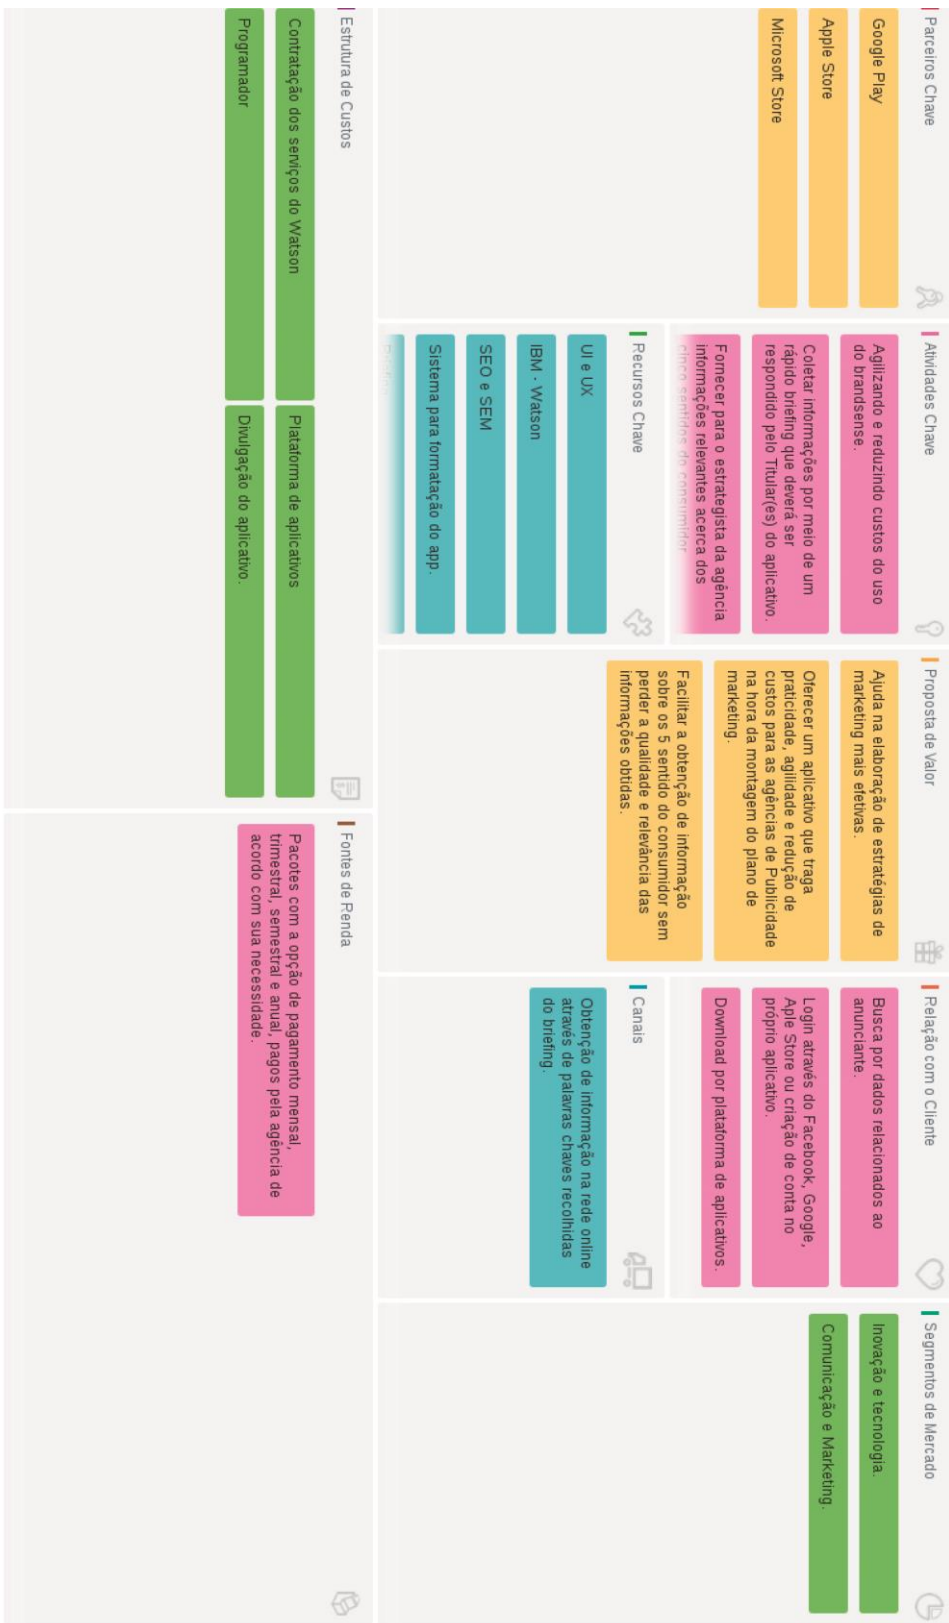 Parceiros Chave
Google Play
Apple Store
Microsoft Store
Atividades Chave
Agilizando e reduzindo custos do uso
do brandsense.
Coletar informações por meio de um
rápido briefing que deverá ser
respondido pelo Titular(es) do aplicativo.
Fornecer para o estrategista da agência
informações relevantes acerca dos
cinco sentidos do consumidor
Recursos Chave
UI e UX
IBM - Watson
SEO e SEM
Sistema para formatação do app.
Proposta de Valor
Ajuda na elaboração de estratégias de
marketing mais efetivas.
Oferecer um aplicativo que traga
praticidade, agilidade e redução de
custos para as agências de Publicidade
na hora da montagem do plano de
marketing.
Facilitar a obtenção de informação
sobre os 5 sentido do consumidor sem
perder a qualidade e relevância das
informações obtidas.
Relação com o Cliente
Busca por dados relacionados ao
anunciante.
Login através do Facebook, Google,
Aple Store ou criação de conta no
próprio aplicativo.
Download por plataforma de aplicativos.
Canais
Obtenção de informação na rede online
através de palavras chaves recolhidas
do briefing.
Segmentos de Mercado
Inovação e tecnologia.
Comunicação e Marketing.
Estrutura de Custos
Contratação dos serviços do Watson
Plataforma de aplicativos
Programador
Divulgação do aplicativo.
Fontes de Renda
Pacotes com a opção de pagamento mensal,
trimestral, semestral e anual, pagos pela agência de
acordo com sua necessidade.